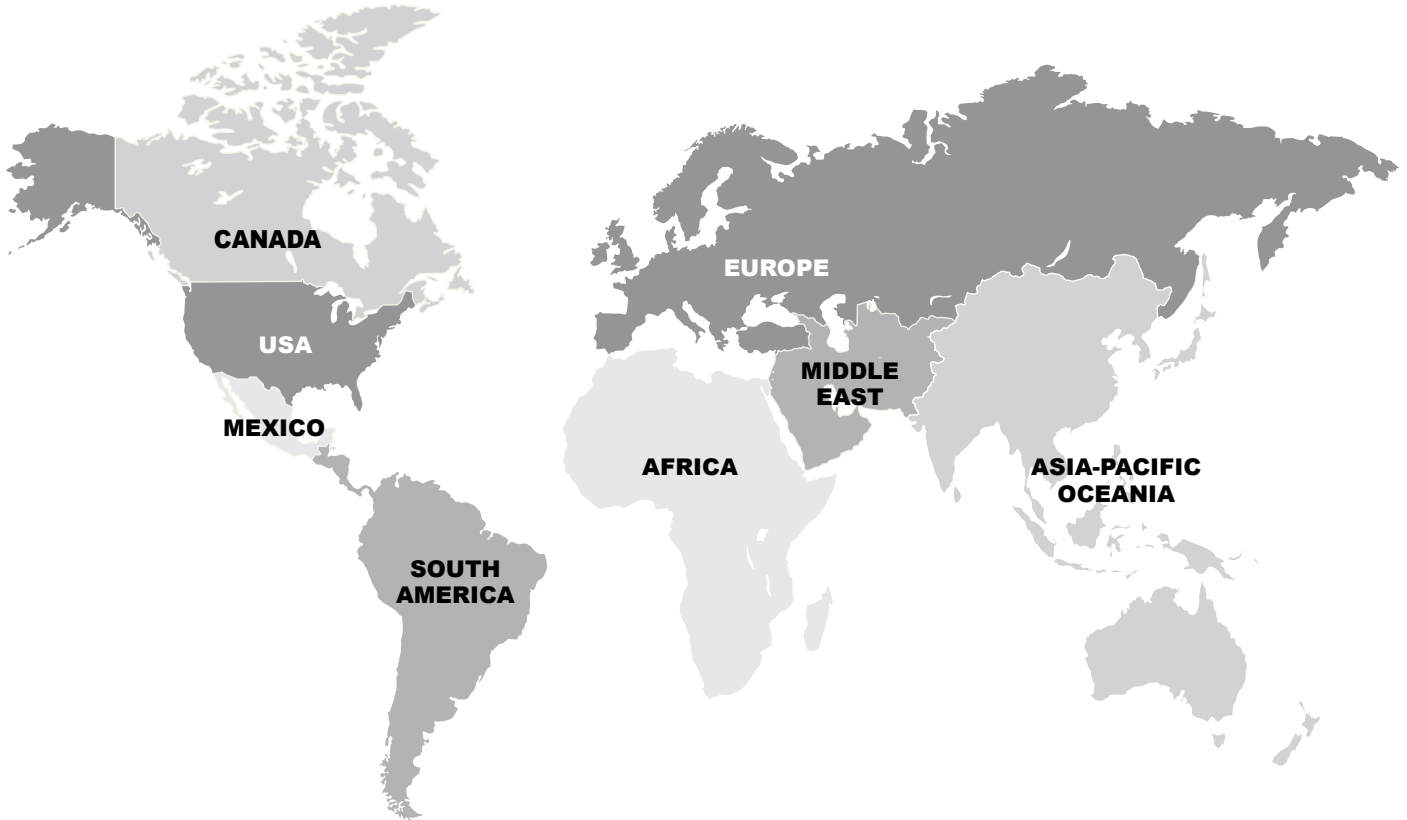 CANADA
EUROPE
USA
MIDDLE
EAST
MEXICO
AFRICA
ASIA-PACIFIC
OCEANIA
SOUTH
AMERICA